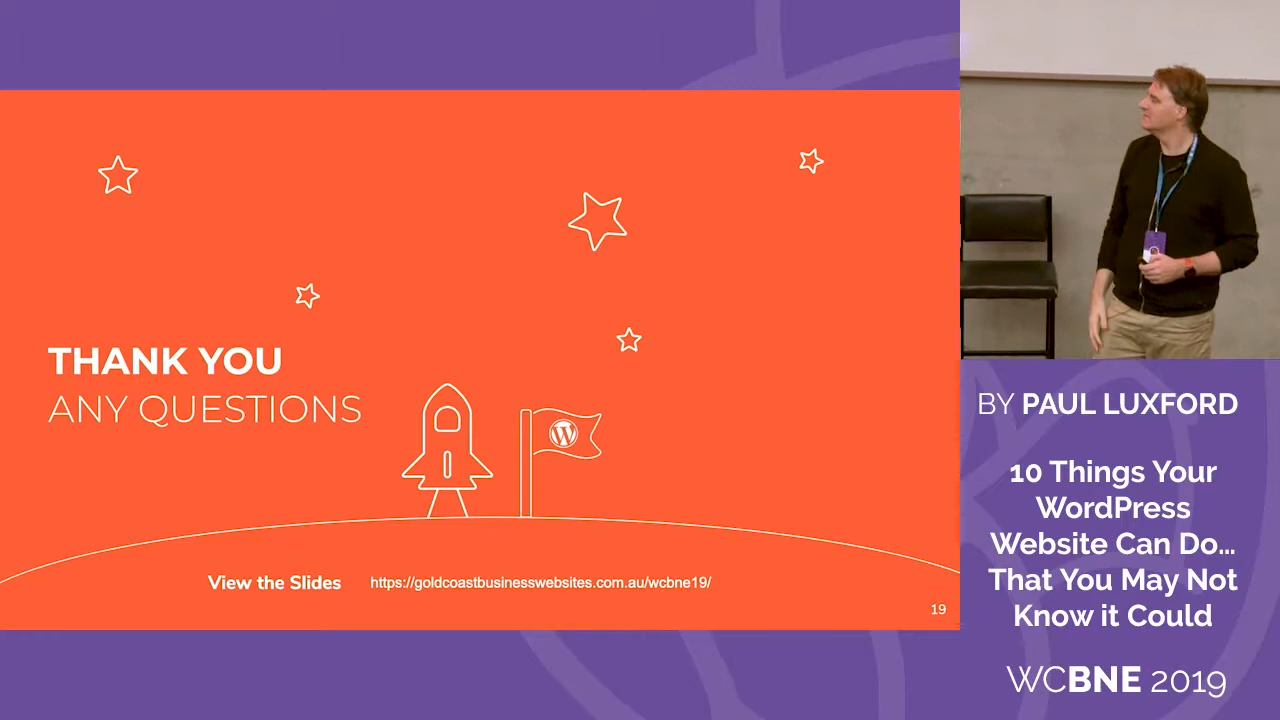 THANK YOU
ANY QUESTIONS
View the Slides https://goldcoastbusinesswebsites.com.au/wcbne19/
19
BY PAUL LUXFORD
10 Things Your
WordPress
Website Can Do...
That You May Not
Know it Could
WCBNE 2019